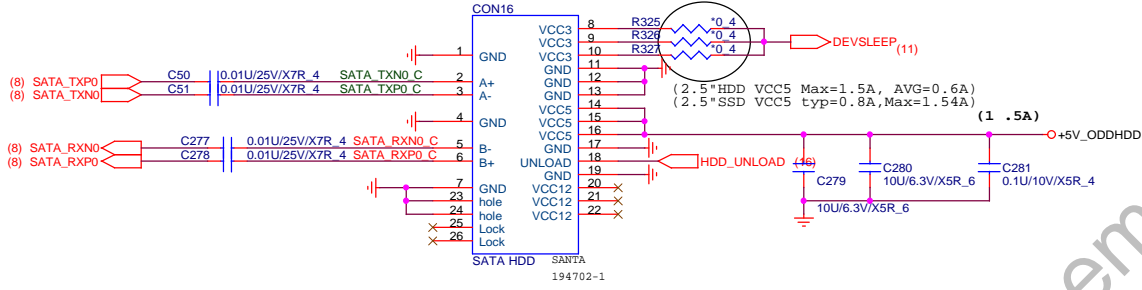 CON16
1 GND
(8) SATA_TXP0 C50 0.01U/25V/X7R_4 SATA_TXN0_C 2 A+
(8) SATA_TXN0 C51 0.01U/25V/X7R_4 SATA_TXP0_C 3 A-
4 GND
(8) SATA_RXN0 C277 0.01U/25V/X7R_4 SATA_RXN0_C 5 B-
(8) SATA_RXP0 C278 0.01U/25V/X7R_4 SATA_RXP0_C 6 B+
7 GND
23 hole
24 hole
25 Lock
26 Lock
VCC3 8 R325 *0_4
VCC3 9 R326 *0_4 DEVSLEEP (11)
VCC3 10 R327 *0_4
GND 11
GND 12
GND 13
VCC5 14
VCC5 15
VCC5 16
GND 17
UNLOAD 18 HDD_UNLOAD (16)
GND 19
VCC12 20
VCC12 21
VCC12 22
(2.5"HDD VCC5 Max=1.5A, AVG=0.6A)
(2.5"SSD VCC5 typ=0.8A,Max=1.54A)
(1 .5A)
+5V_ODDHDD
C279
10U/6.3V/X5R_6
C280
10U/6.3V/X5R_6
C281
0.1U/10V/X5R_4
SATA HDD SANTA
194702-1
em